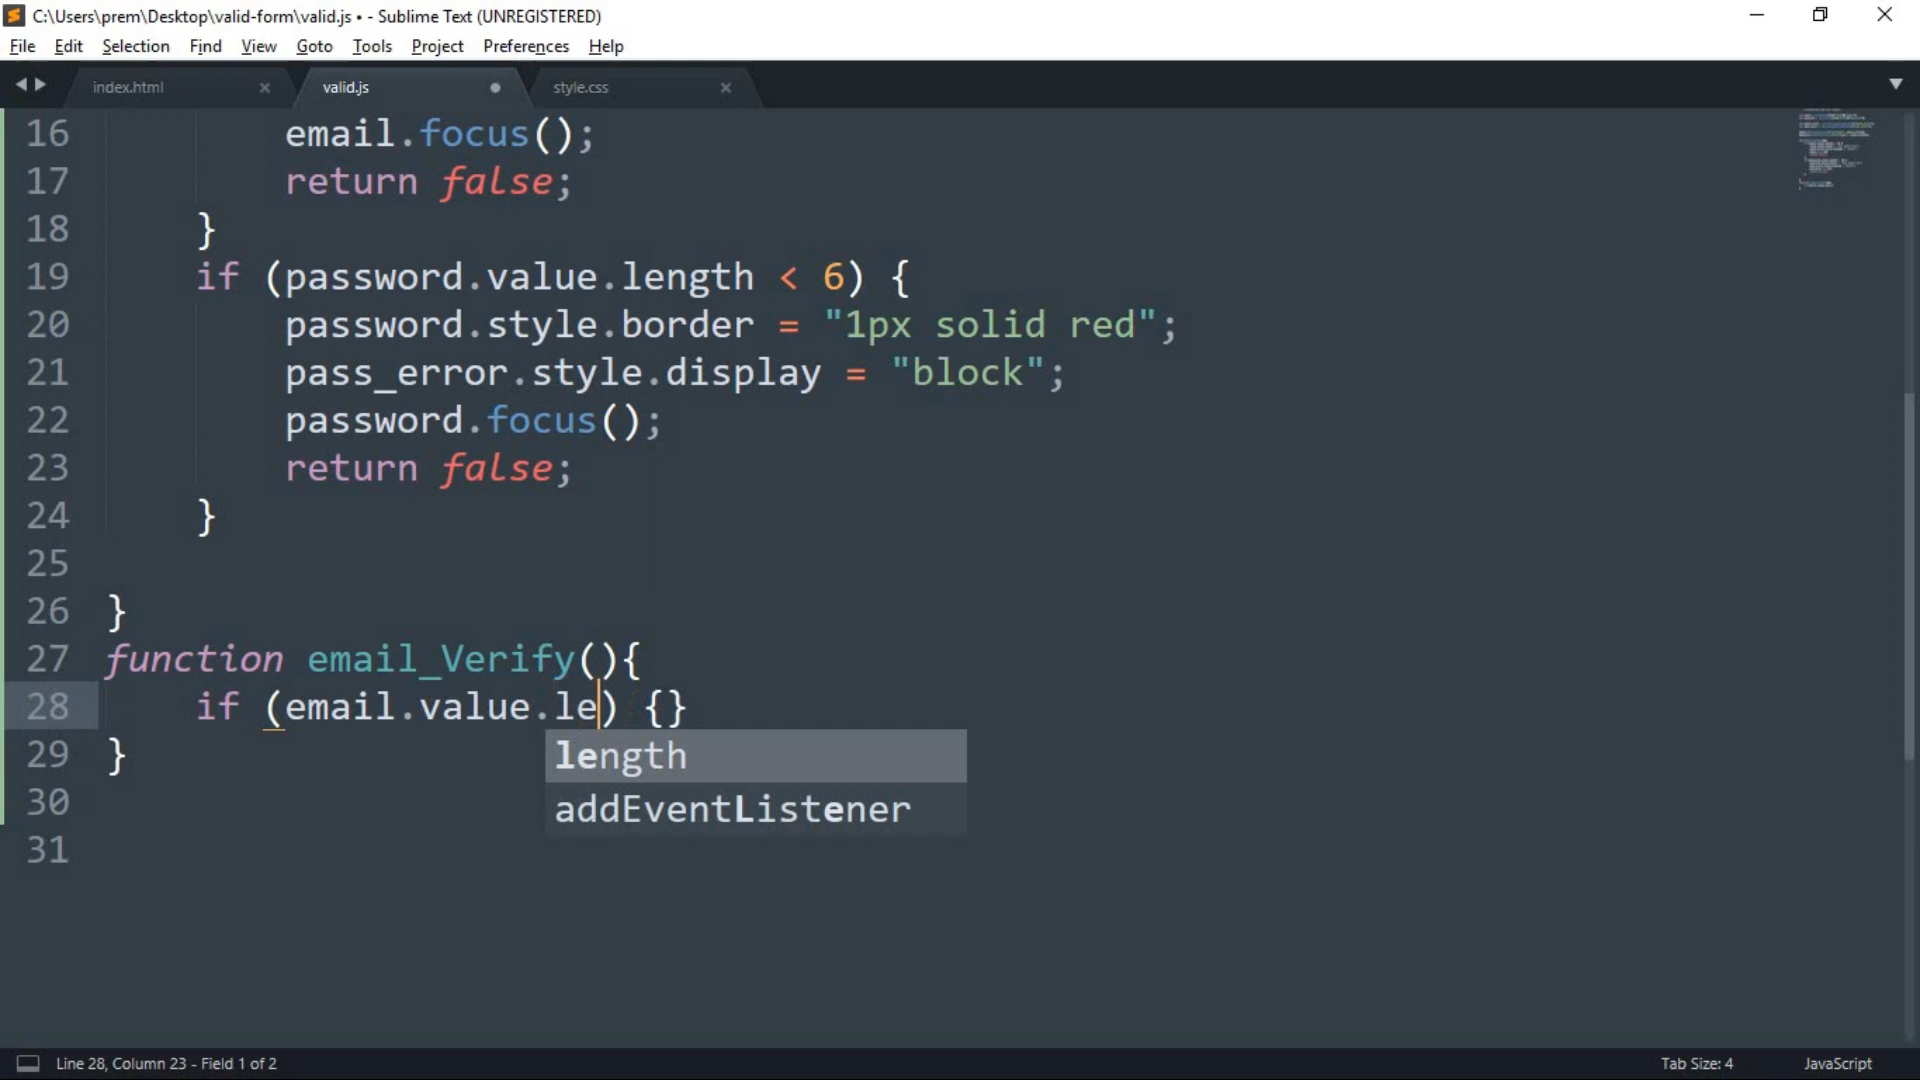 C:\Users\prem\Desktop\valid-form\valid.js • - Sublime Text (UNREGISTERED)
File Edit Selection Find View Goto Tools Project Preferences Help
index.html valid.js style.css
16 email.focus();
17 return false;
18 }
19 if (password.value.length < 6) {
20 password.style.border = "1px solid red";
21 pass_error.style.display = "block";
22 password.focus();
23 return false;
24 }
25
26 }
27 function email_Verify(){
28 if (email.value.le) {}
length
29 }
addEventListener
30
31
Line 28, Column 23 - Field 1 of 2 Tab Size: 4 JavaScript